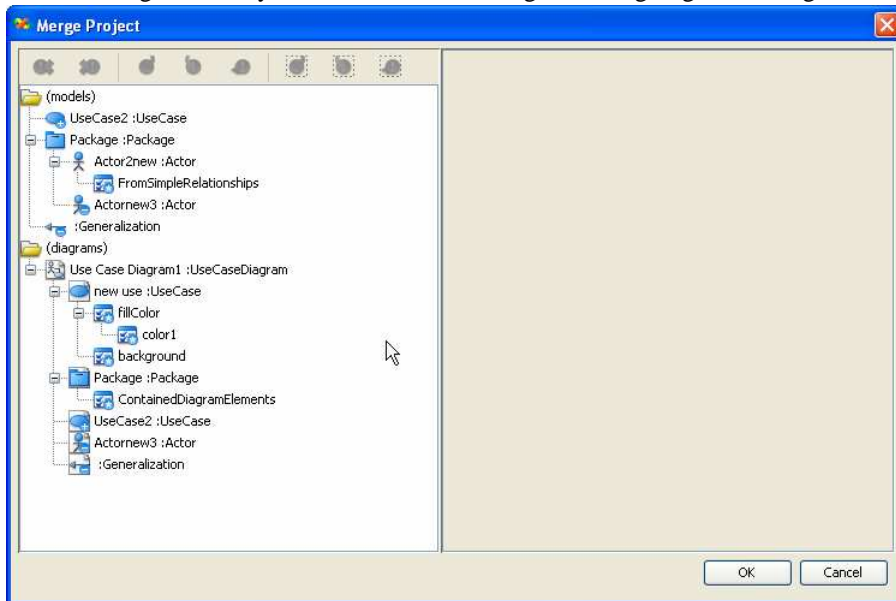 Merge Project
(models)
UseCase2 :UseCase
Package :Package
Actor2new :Actor
FromSimpleRelationships
Actornew3 :Actor
:Generalization
(diagrams)
Use Case Diagram1 :UseCaseDiagram
new use :UseCase
fillColor
color1
background
Package :Package
ContainedDiagramElements
UseCase2 :UseCase
Actornew3 :Actor
:Generalization
OK
Cancel